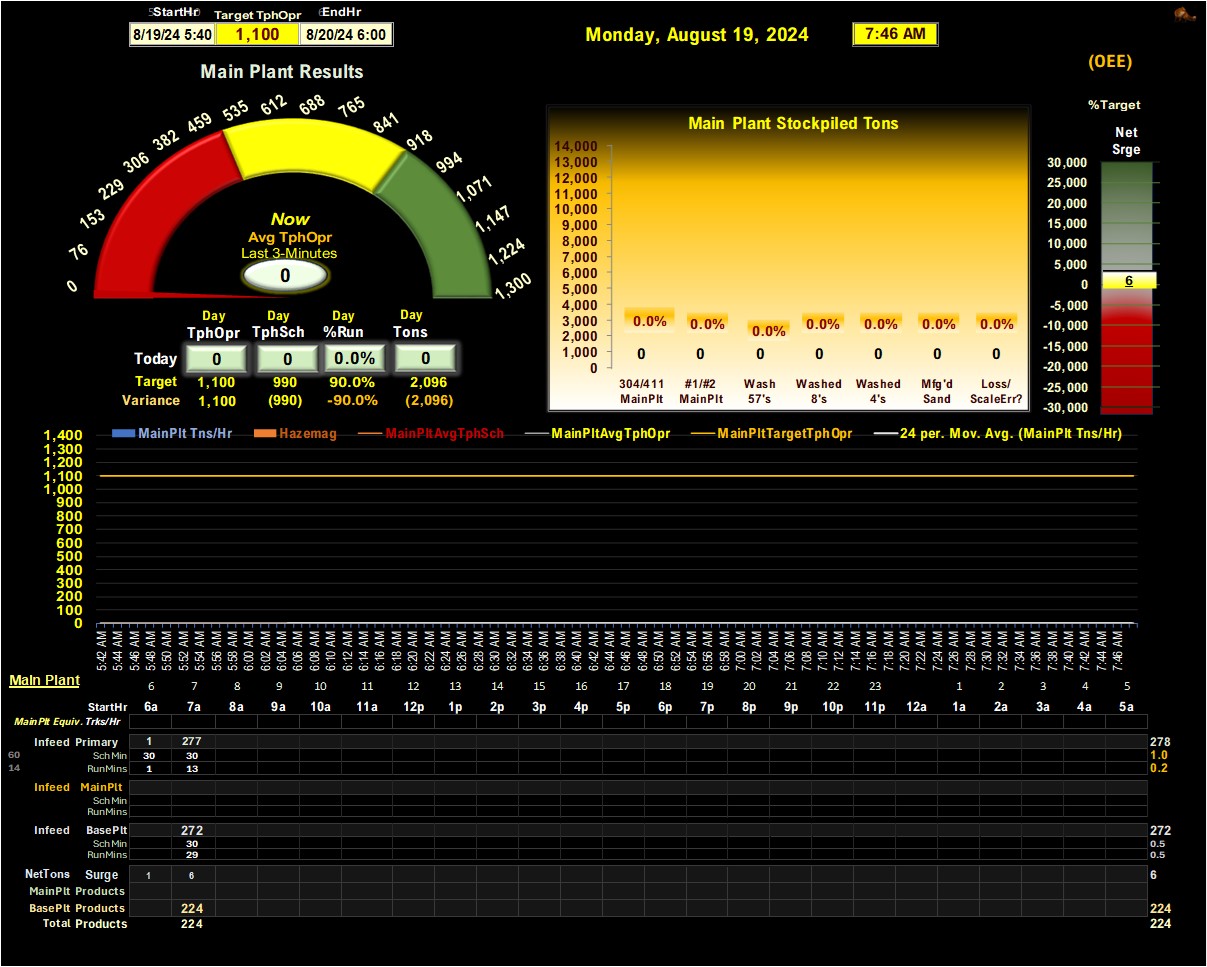 StartHr Target TphOpr EndHr
8/19/24 5:40 1,100 8/20/24 6:00
Monday, August 19, 2024 7:46 AM
(OEE)
Main Plant Results
0 76 153 229 306 382 459 535 612 688 765 841 918 994 1,071 1,147 1,224 1,300
Now
Avg TphOpr
Last 3-Minutes
0
Day Day Day Day
TphOpr TphSch %Run Tons
Today 0 0 0.0% 0
Target 1,100 990 90.0% 2,096
Variance 1,100 (990) -90.0% (2,096)
Main Plant Stockpiled Tons
14,000
13,000
12,000
11,000
10,000
9,000
8,000
7,000
6,000
5,000
4,000
3,000
2,000
1,000
0
0.0% 0.0% 0.0% 0.0% 0.0% 0.0% 0.0%
0 0 0 0 0 0 0
304/411 #1/#2 Wash Washed Washed Mfg'd Loss/
MainPlt MainPlt 57's 8's 4's Sand ScaleErr?
%Target
Net
Srge
30,000
25,000
20,000
15,000
10,000
5,000
0
-5,000
-10,000
-15,000
-20,000
-25,000
-30,000
6
MainPlt Tns/Hr Hazemag MainPltAvgTphSch MainPltAvgTphOpr MainPltTargetTphOpr 24 per. Mov. Avg. (MainPlt Tns/Hr)
1,400
1,300
1,200
1,100
1,000
900
800
700
600
500
400
300
200
100
0
5:42 AM 5:44 AM 5:46 AM 5:48 AM 5:50 AM 5:52 AM 5:54 AM 5:56 AM 5:58 AM 6:00 AM 6:02 AM 6:04 AM 6:06 AM 6:08 AM 6:10 AM 6:12 AM 6:14 AM 6:16 AM 6:18 AM 6:20 AM 6:22 AM 6:24 AM 6:26 AM 6:28 AM 6:30 AM 6:32 AM 6:34 AM 6:36 AM 6:38 AM 6:40 AM 6:42 AM 6:44 AM 6:46 AM 6:48 AM 6:50 AM 6:52 AM 6:54 AM 6:56 AM 6:58 AM 7:00 AM 7:02 AM 7:04 AM 7:06 AM 7:08 AM 7:10 AM 7:12 AM 7:14 AM 7:16 AM 7:18 AM 7:20 AM 7:22 AM 7:24 AM 7:26 AM 7:28 AM 7:30 AM 7:32 AM 7:34 AM 7:36 AM 7:38 AM 7:40 AM 7:42 AM 7:44 AM 7:46 AM
Main Plant
6 7 8 9 10 11 12 13 14 15 16 17 18 19 20 21 22 23 1 2 3 4 5
StartHr 6a 7a 8a 9a 10a 11a 12p 1p 2p 3p 4p 5p 6p 7p 8p 9p 10p 11p 12a 1a 2a 3a 4a 5a
MainPlt Equiv. Trks/Hr
Infeed Primary 1 277 278
60 Sch Min 30 30 1.0
14 RunMins 1 13 0.2
Infeed MainPlt
Sch Min
RunMins
Infeed BasePlt 272 272
Sch Min 30 0.5
RunMins 29 0.5
NetTons Surge 1 6 6
MainPlt Products
BasePlt Products 224 224
Total Products 224 224